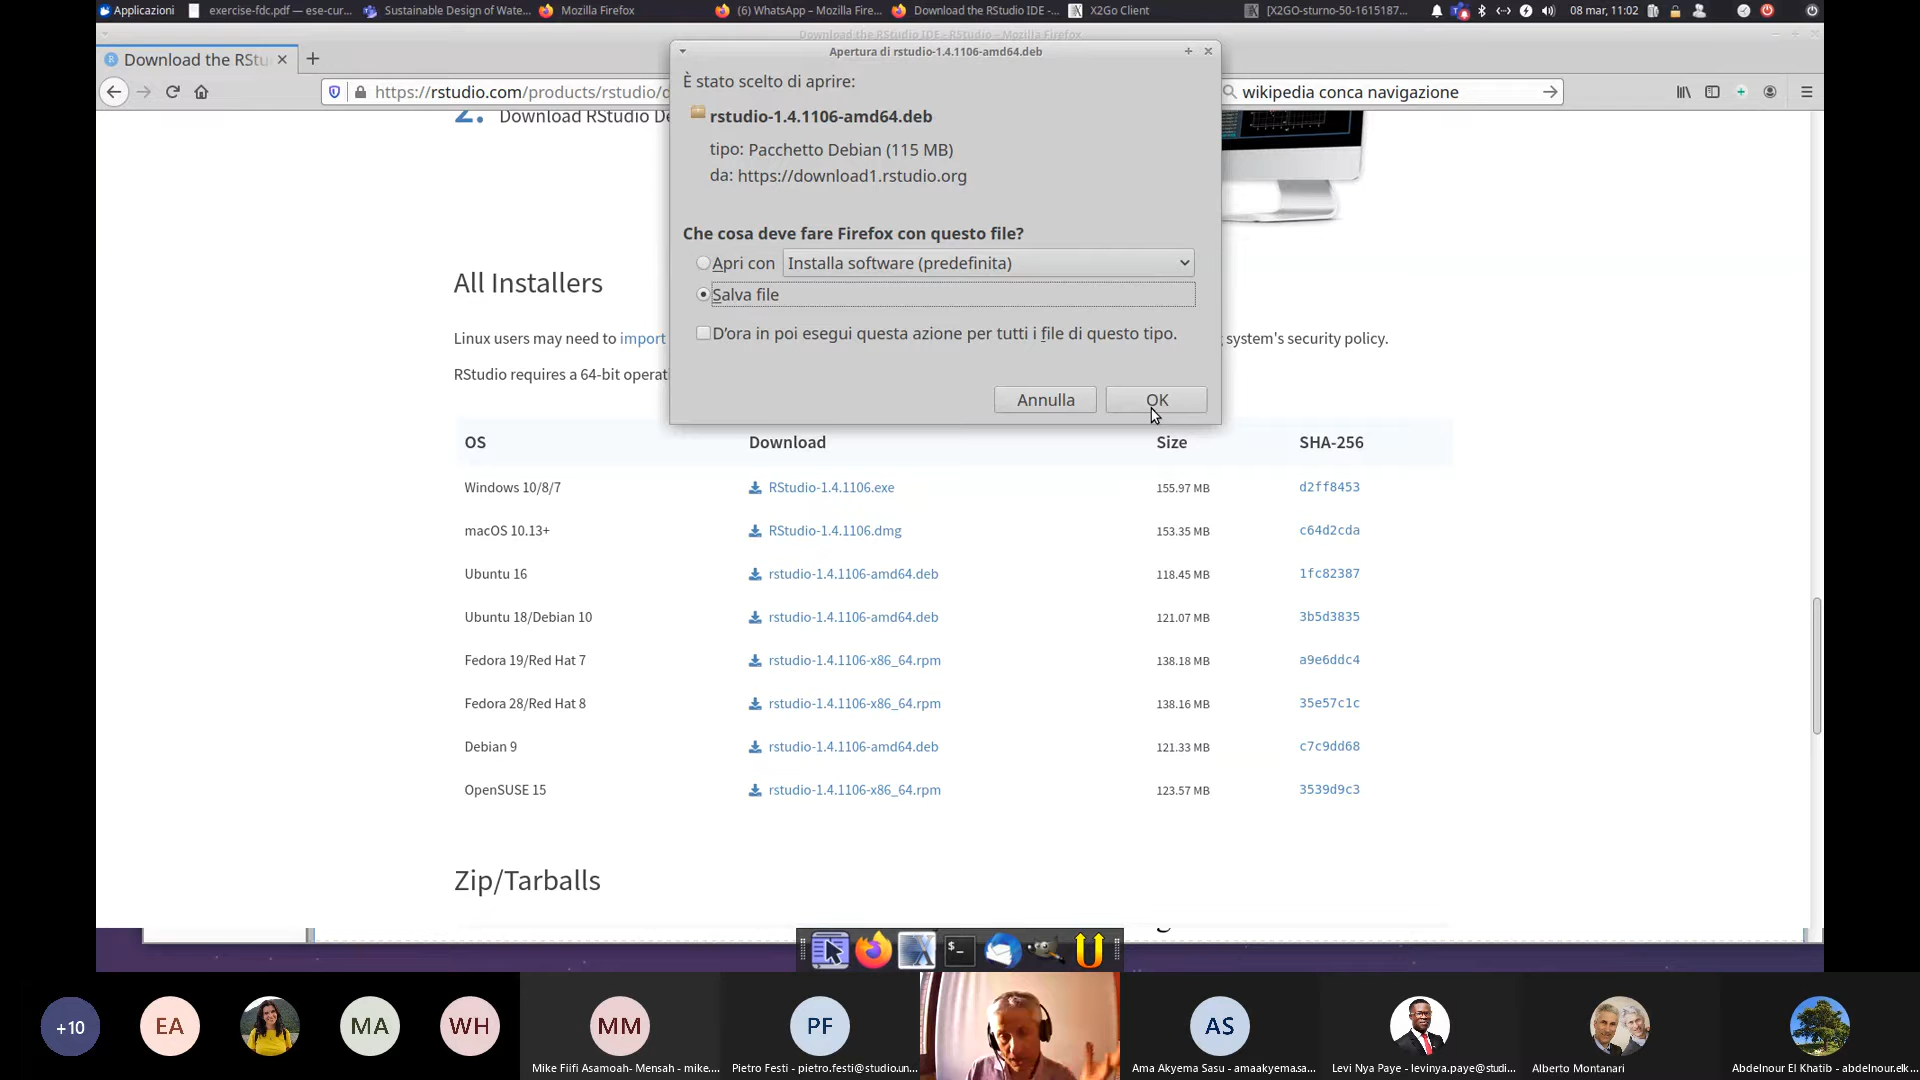 Applicazioni
exercise-fdc.pdf — ese-cur...
Sustainable Design of Wate...
Mozilla Firefox
(6) WhatsApp – Mozilla Fire...
Download the RStudio IDE -...
X2Go Client
[X2GO-sturno-50-1615187...
08 mar, 11:02
Download the RStudio IDE - RStudio - Mozilla Firefox
Download the RStu
https://rstudio.com/products/rstudio/d
wikipedia conca navigazione
Apertura di rstudio-1.4.1106-amd64.deb
È stato scelto di aprire:
rstudio-1.4.1106-amd64.deb
tipo: Pacchetto Debian (115 MB)
da: https://download1.rstudio.org
Che cosa deve fare Firefox con questo file?
Apri con
Installa software (predefinita)
Salva file
D'ora in poi esegui questa azione per tutti i file di questo tipo.
Annulla
OK
2. Download RStudio De
All Installers
Linux users may need to import
system's security policy.
RStudio requires a 64-bit operati
OS Download Size SHA-256
Windows 10/8/7 RStudio-1.4.1106.exe 155.97 MB d2ff8453
macOS 10.13+ RStudio-1.4.1106.dmg 153.35 MB c64d2cda
Ubuntu 16 rstudio-1.4.1106-amd64.deb 118.45 MB 1fc82387
Ubuntu 18/Debian 10 rstudio-1.4.1106-amd64.deb 121.07 MB 3b5d3835
Fedora 19/Red Hat 7 rstudio-1.4.1106-x86_64.rpm 138.18 MB a9e6ddc4
Fedora 28/Red Hat 8 rstudio-1.4.1106-x86_64.rpm 138.16 MB 35e57c1c
Debian 9 rstudio-1.4.1106-amd64.deb 121.33 MB c7c9dd68
OpenSUSE 15 rstudio-1.4.1106-x86_64.rpm 123.57 MB 3539d9c3
Zip/Tarballs
+10
EA
MA
WH
MM
PF
AS
Mike Fiifi Asamoah- Mensah - mike....
Pietro Festi - pietro.festi@studio.un...
Ama Akyema Sasu - amaakyema.sa...
Levi Nya Paye - levinya.paye@studi...
Alberto Montanari
Abdelnour El Khatib - abdelnour.elk...